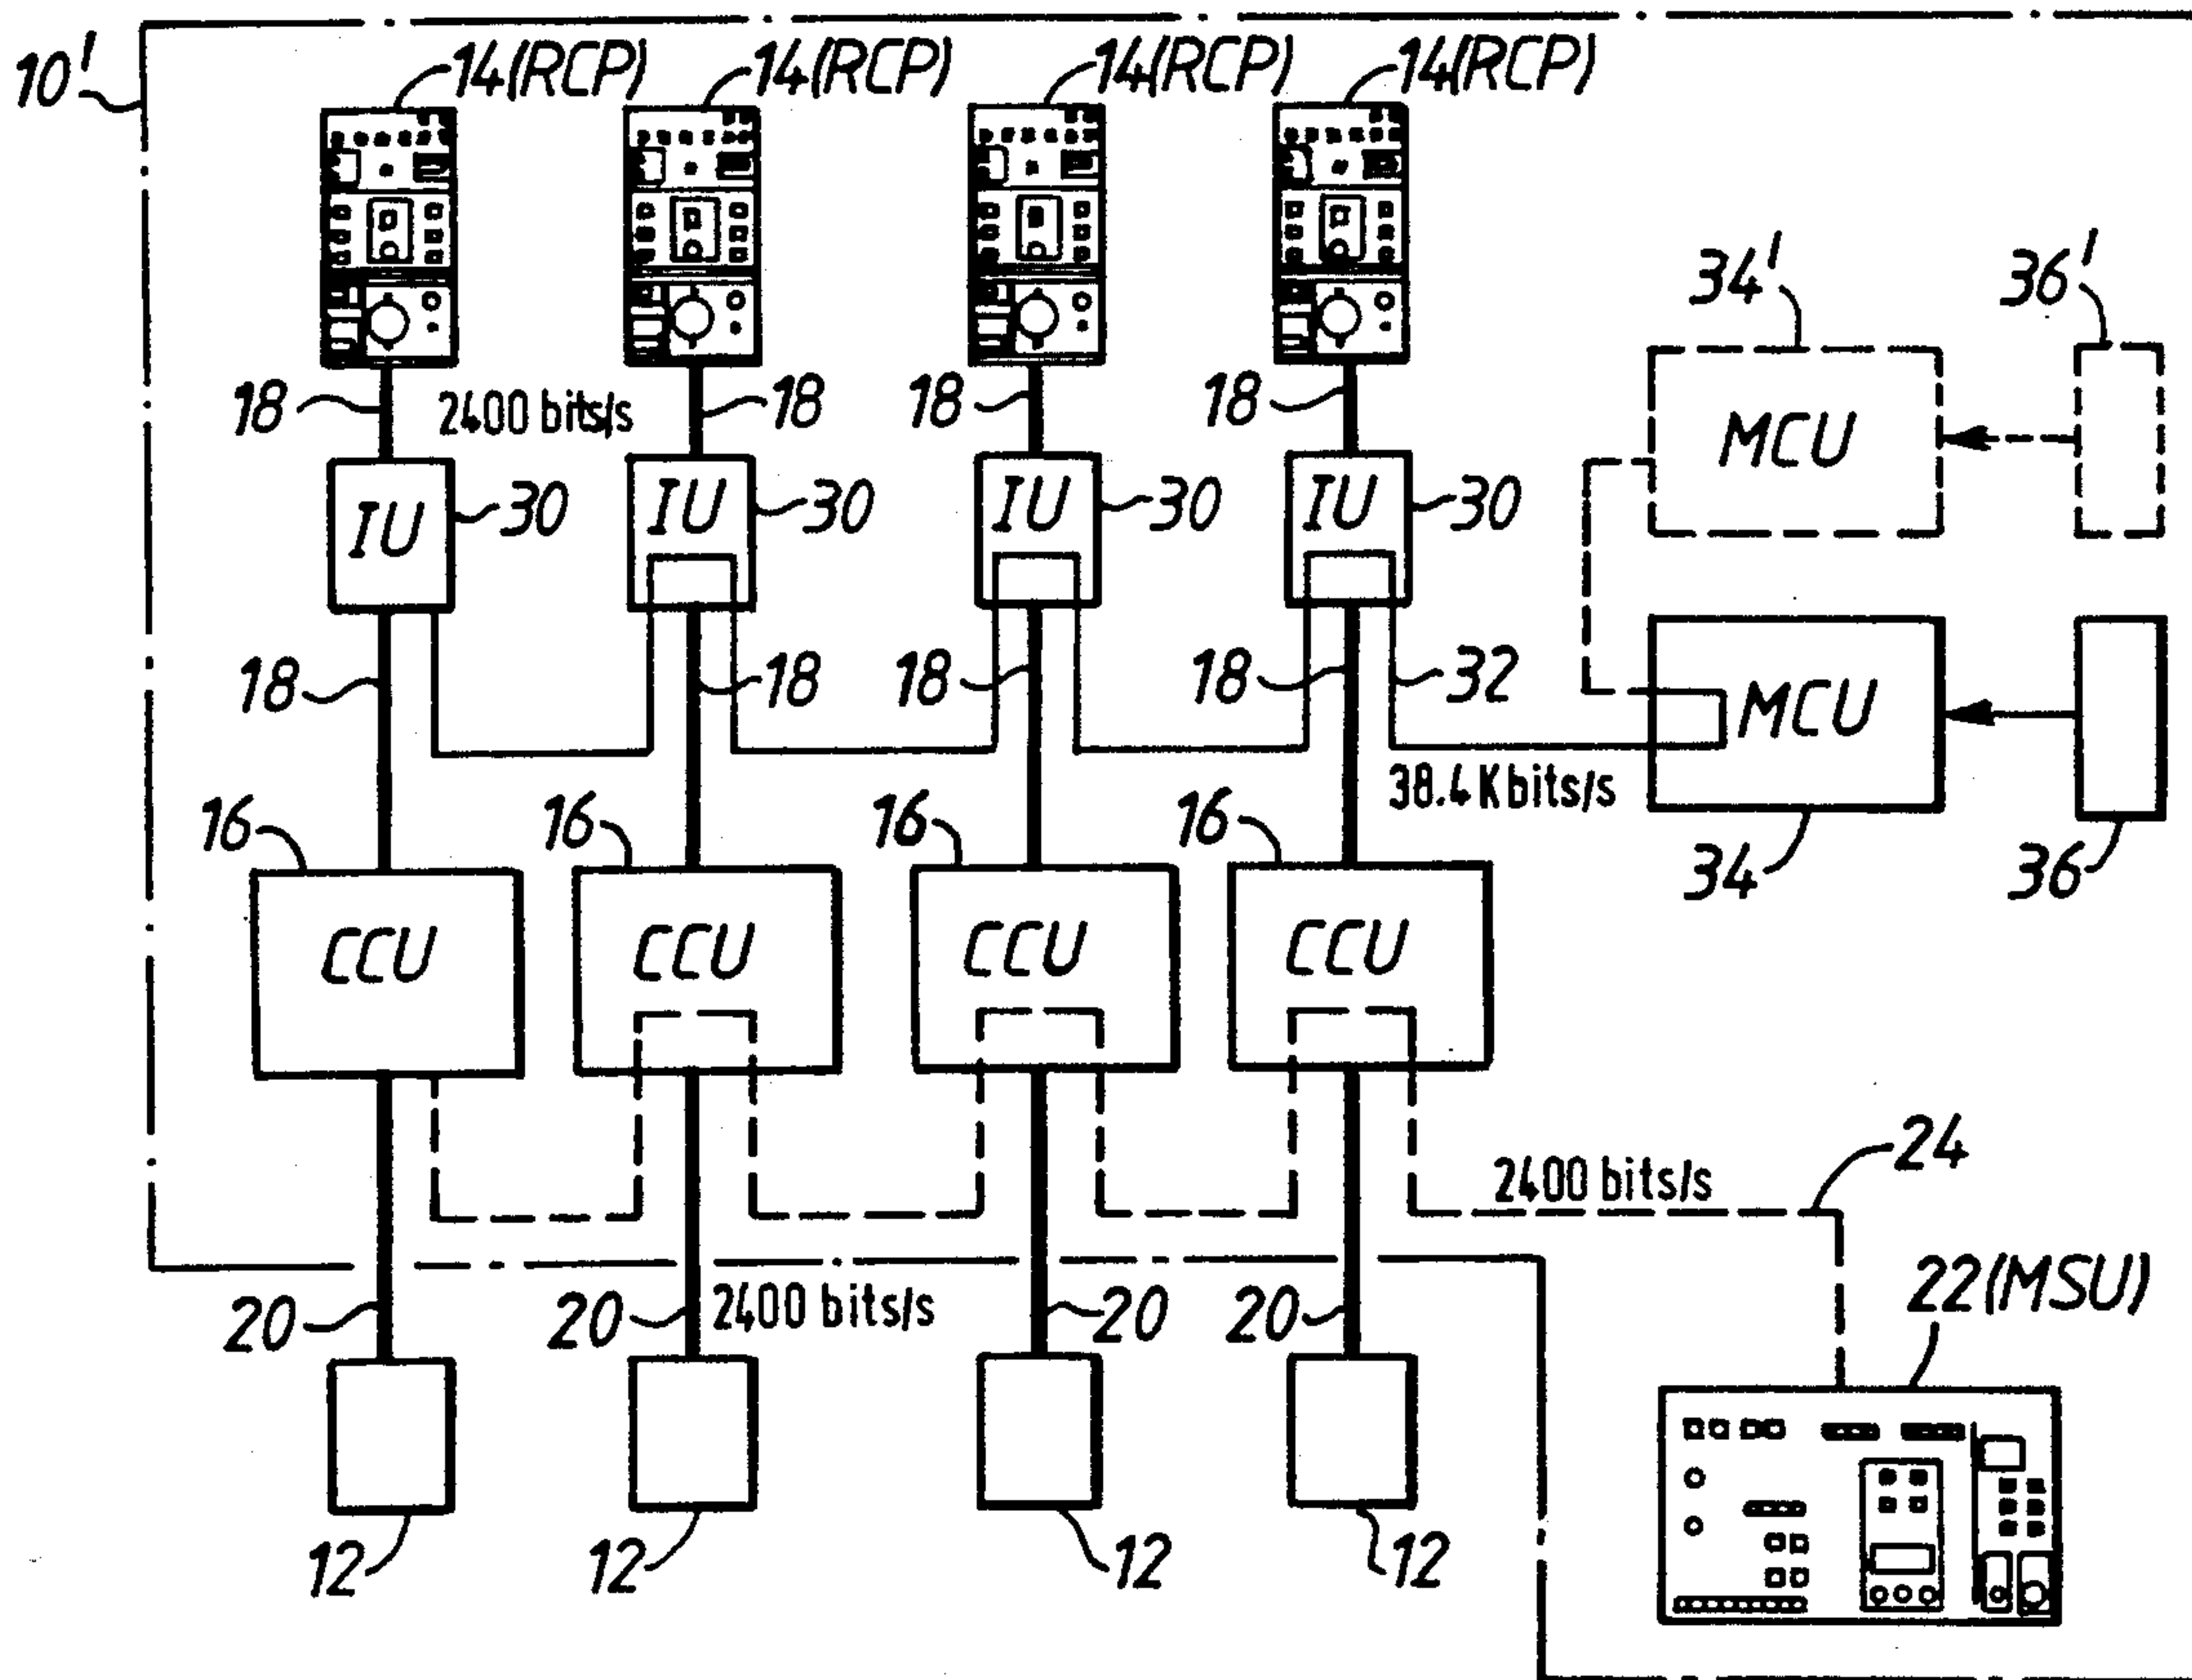 10' 14(RCP) 14(RCP) 14(RCP) 14(RCP)
34' 36'
18 2400 bits/s 18 18 18
MCU
IU 30 IU 30 IU 30 IU 30
18 18 18 18 32
MCU
38.4 K bits/s
16 16 16 16
34 36
CCU CCU CCU CCU
24
2400 bits/s
22(MSU)
20 20 2400 bits/s 20 20
12 12 12 12